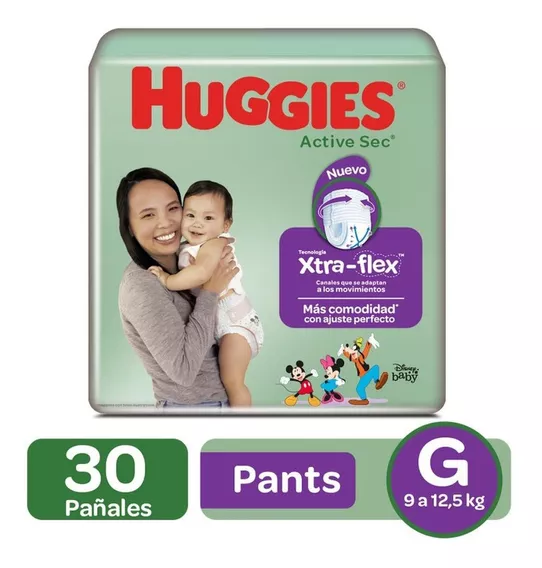 HUGGIES®
Active Sec®
Nuevo
Tecnología
Xtra-flex™
Canales que se adaptan
a los movimientos
Más comodidad*
con ajuste perfecto
Disney
baby
30
Pañales
Pants
G
9 a 12,5 kg